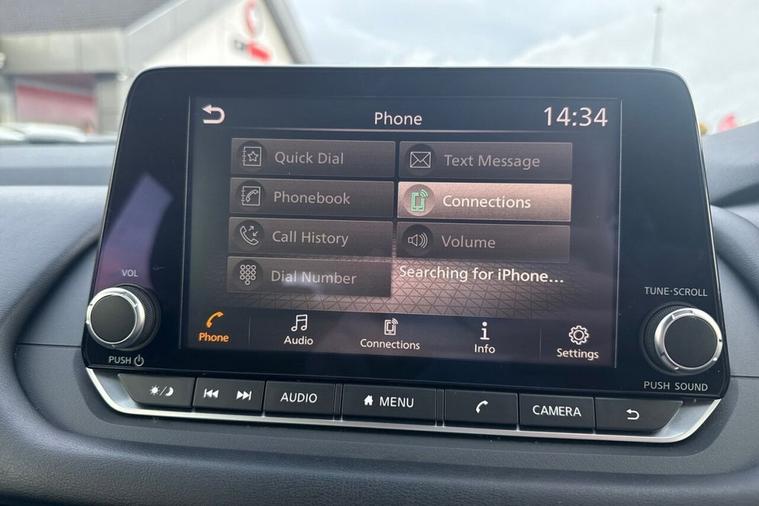 Phone
14:34
Quick Dial
Text Message
Phonebook
Connections
Call History
Volume
Dial Number
Searching for iPhone...
VOL
TUNE·SCROLL
Phone
Audio
Connections
Info
Settings
PUSH
PUSH SOUND
AUDIO
MENU
CAMERA